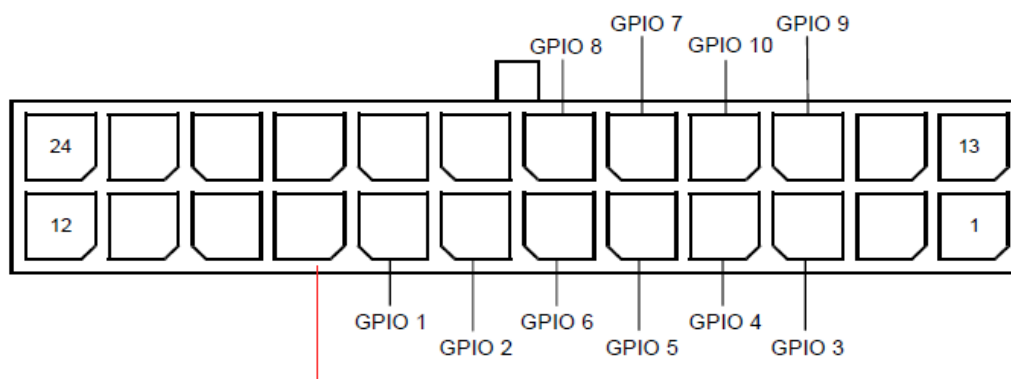 GPIO 7 GPIO 9
GPIO 8 GPIO 10
24 13
12 1
GPIO 1 GPIO 6 GPIO 4
GPIO 2 GPIO 5 GPIO 3